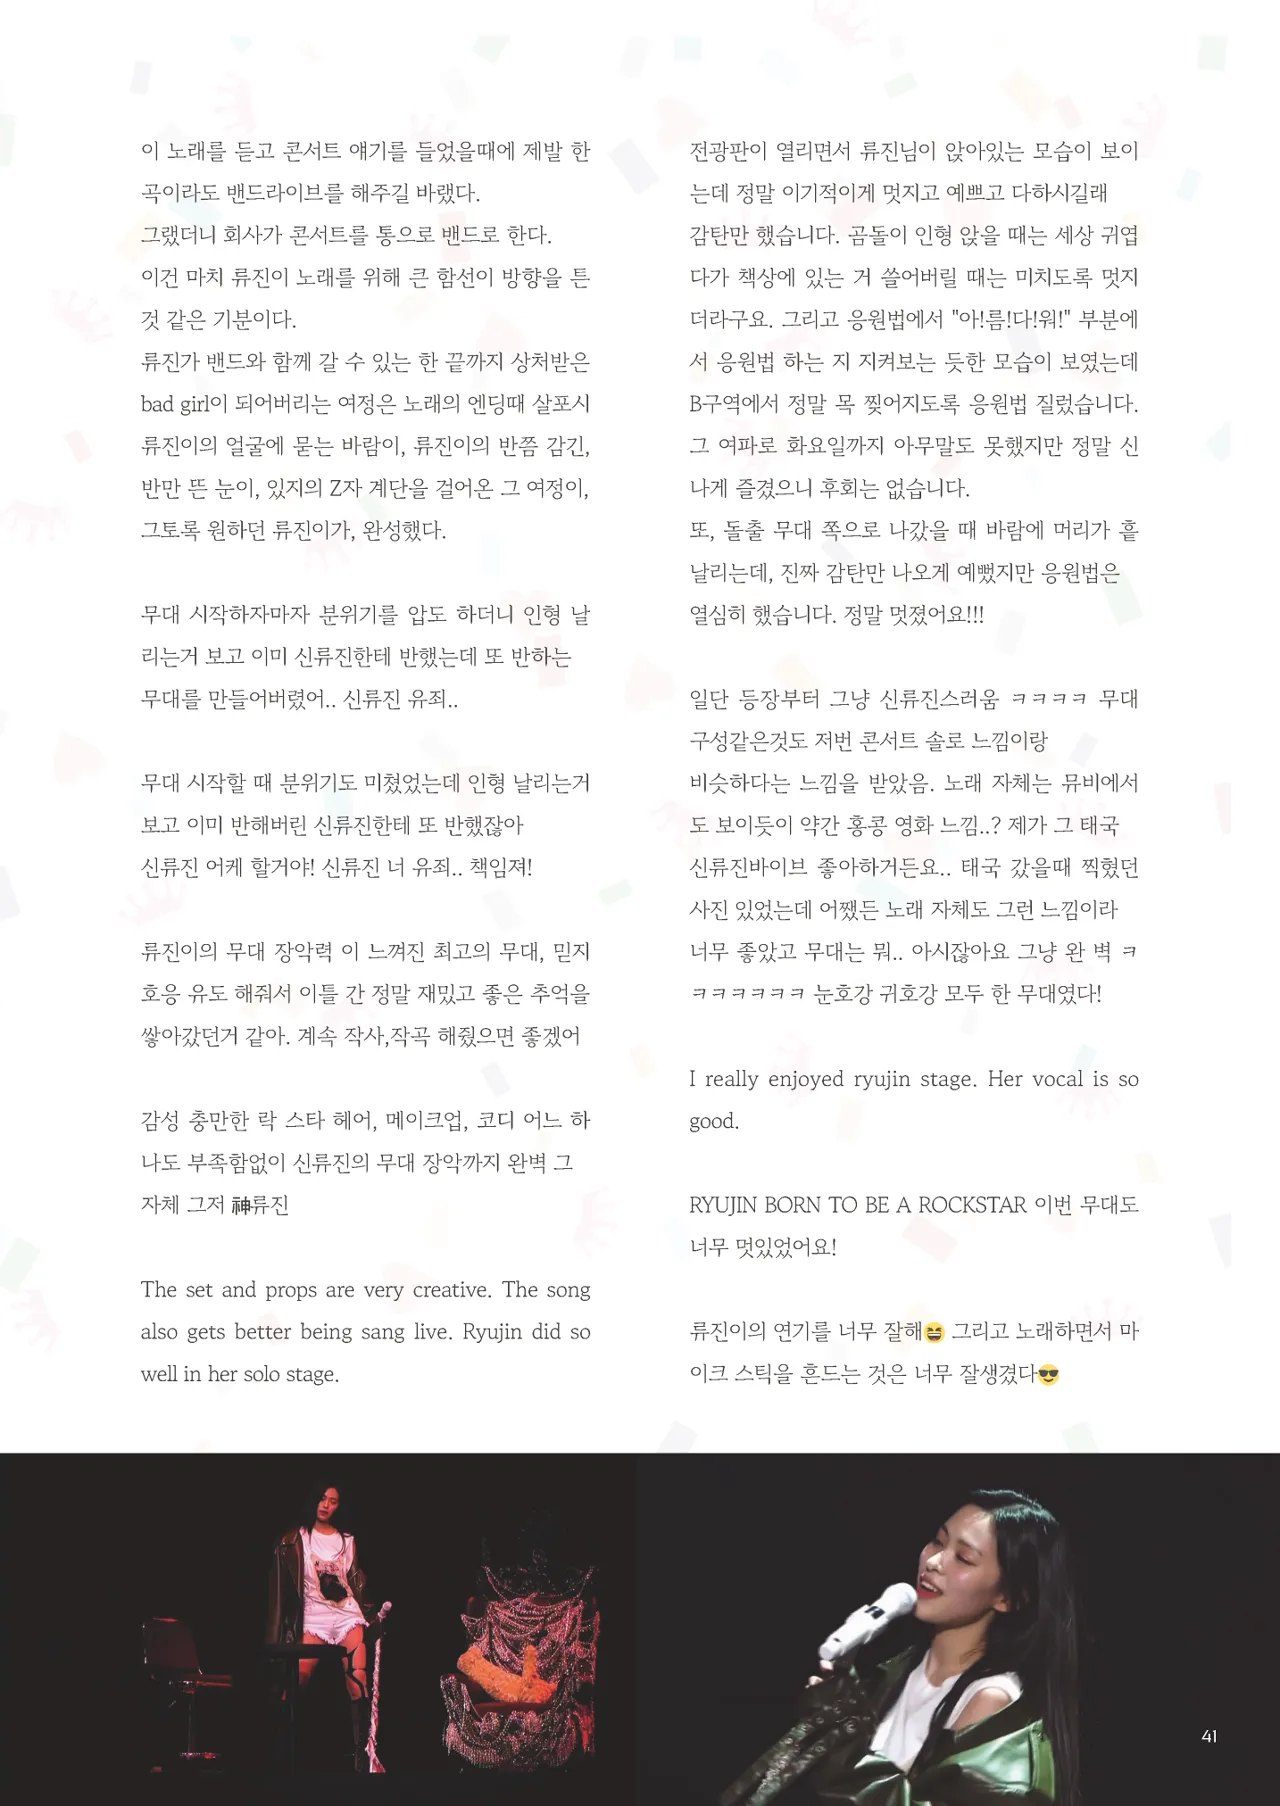 이 노래를 듣고 콘서트 얘기를 들었을때에 제발 한
곡이라도 밴드라이브를 해주길 바랬다.
그랬더니 회사가 콘서트를 통으로 밴드로 한다.
이건 마치 류진이 노래를 위해 큰 함선이 방향을 튼
것 같은 기분이다.
류진가 밴드와 함께 갈 수 있는 한 끝까지 상처받은
bad girl이 되어버리는 여정은 노래의 엔딩때 살포시
류진이의 얼굴에 묻는 바람이, 류진이의 반쯤 감긴,
반만 뜬 눈이, 있지의 Z자 계단을 걸어온 그 여정이,
그토록 원하던 류진이가, 완성했다.

무대 시작하자마자 분위기를 압도 하더니 인형 날
리는거 보고 이미 신류진한테 반했는데 또 반하는
무대를 만들어버렸어.. 신류진 유죄..

무대 시작할 때 분위기도 미쳤었는데 인형 날리는거
보고 이미 반해버린 신류진한테 또 반했잖아
신류진 어케 할거야! 신류진 너 유죄.. 책임져!

류진이의 무대 장악력 이 느껴진 최고의 무대, 믿지
호응 유도 해줘서 이틀 간 정말 재밌고 좋은 추억을
쌓아갔던거 같아. 계속 작사,작곡 해줬으면 좋겠어

감성 충만한 락 스타 헤어, 메이크업, 코디 어느 하
나도 부족함없이 신류진의 무대 장악까지 완벽 그
자체 그저 神류진

The set and props are very creative. The song
also gets better being sang live. Ryujin did so
well in her solo stage.

전광판이 열리면서 류진님이 앉아있는 모습이 보이
는데 정말 이기적이게 멋지고 예쁘고 다하시길래
감탄만 했습니다. 곰돌이 인형 앉을 때는 세상 귀엽
다가 책상에 있는 거 쓸어버릴 때는 미치도록 멋지
더라구요. 그리고 응원법에서 "아!름!다!워!" 부분에
서 응원법 하는 지 지켜보는 듯한 모습이 보였는데
B구역에서 정말 목 찢어지도록 응원법 질렀습니다.
그 여파로 화요일까지 아무말도 못했지만 정말 신
나게 즐겼으니 후회는 없습니다.
또, 돌출 무대 쪽으로 나갔을 때 바람에 머리가 흩
날리는데, 진짜 감탄만 나오게 예뻤지만 응원법은
열심히 했습니다. 정말 멋졌어요!!!

일단 등장부터 그냥 신류진스러움 ㅋㅋㅋㅋ 무대
구성같은것도 저번 콘서트 솔로 느낌이랑
비슷하다는 느낌을 받았음. 노래 자체는 뮤비에서
도 보이듯이 약간 홍콩 영화 느낌..? 제가 그 태국
신류진바이브 좋아하거든요.. 태국 갔을때 찍혔던
사진 있었는데 어쨌든 노래 자체도 그런 느낌이라
너무 좋았고 무대는 뭐.. 아시잖아요 그냥 완 벽 ㅋ
ㅋㅋㅋㅋㅋㅋ 눈호강 귀호강 모두 한 무대였다!

I really enjoyed ryujin stage. Her vocal is so
good.

RYUJIN BORN TO BE A ROCKSTAR 이번 무대도
너무 멋있었어요!

류진이의 연기를 너무 잘해😆 그리고 노래하면서 마
이크 스틱을 흔드는 것은 너무 잘생겼다😎

41